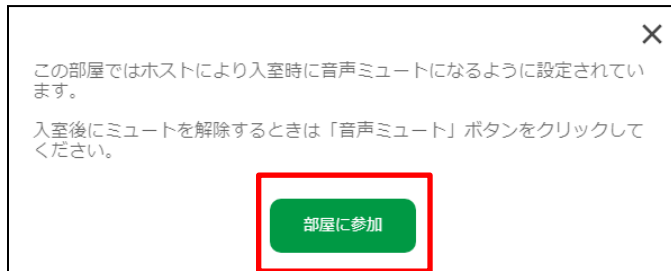 この部屋ではホストにより入室時に音声ミュートになるように設定されてい
ます。
入室後にミュートを解除するときは「音声ミュート」ボタンをクリックして
ください。
部屋に参加